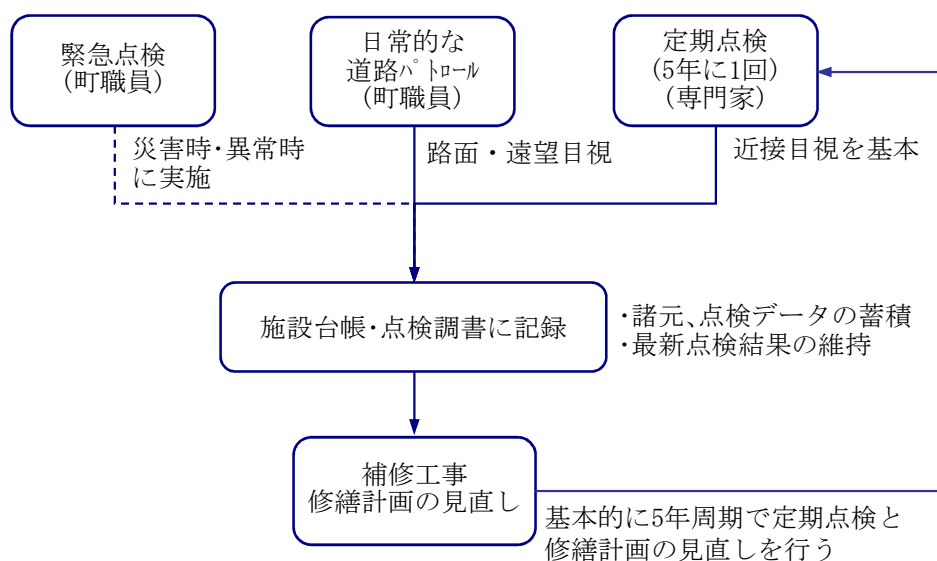 緊急点検
(町職員)
日常的な
道路ﾊﾟﾄﾛｰﾙ
(町職員)
定期点検
(5年に1回)
(専門家)
災害時・異常時
に実施
路面・遠望目視
近接目視を基本
施設台帳・点検調書に記録
・諸元、点検データの蓄積
・最新点検結果の維持
補修工事
修繕計画の見直し
基本的に5年周期で定期点検と
修繕計画の見直しを行う